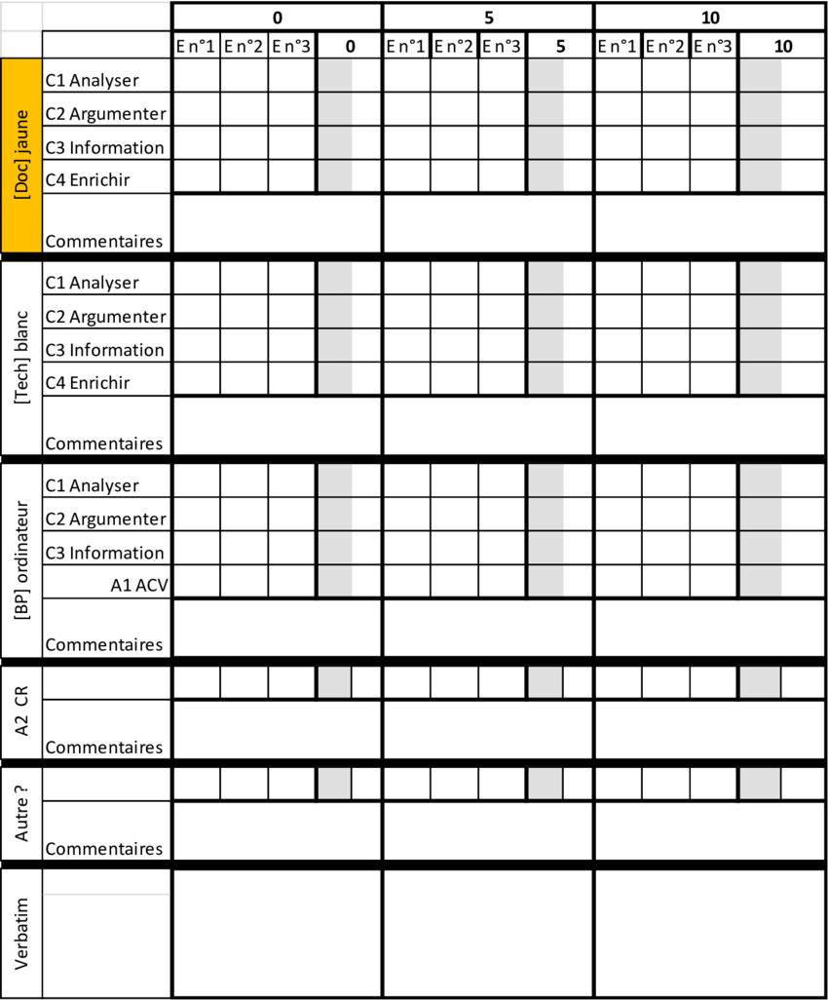 0 5 10
E n°1 E n°2 E n°3 0 E n°1 E n°2 E n°3 5 E n°1 E n°2 E n°3 10
[Doc] jaune
C1 Analyser
C2 Argumenter
C3 Information
C4 Enrichir
Commentaires
[Tech] blanc
C1 Analyser
C2 Argumenter
C3 Information
C4 Enrichir
Commentaires
[BP] ordinateur
C1 Analyser
C2 Argumenter
C3 Information
A1 ACV
Commentaires
A2 CR
Commentaires
Autre ?
Commentaires
Verbatim